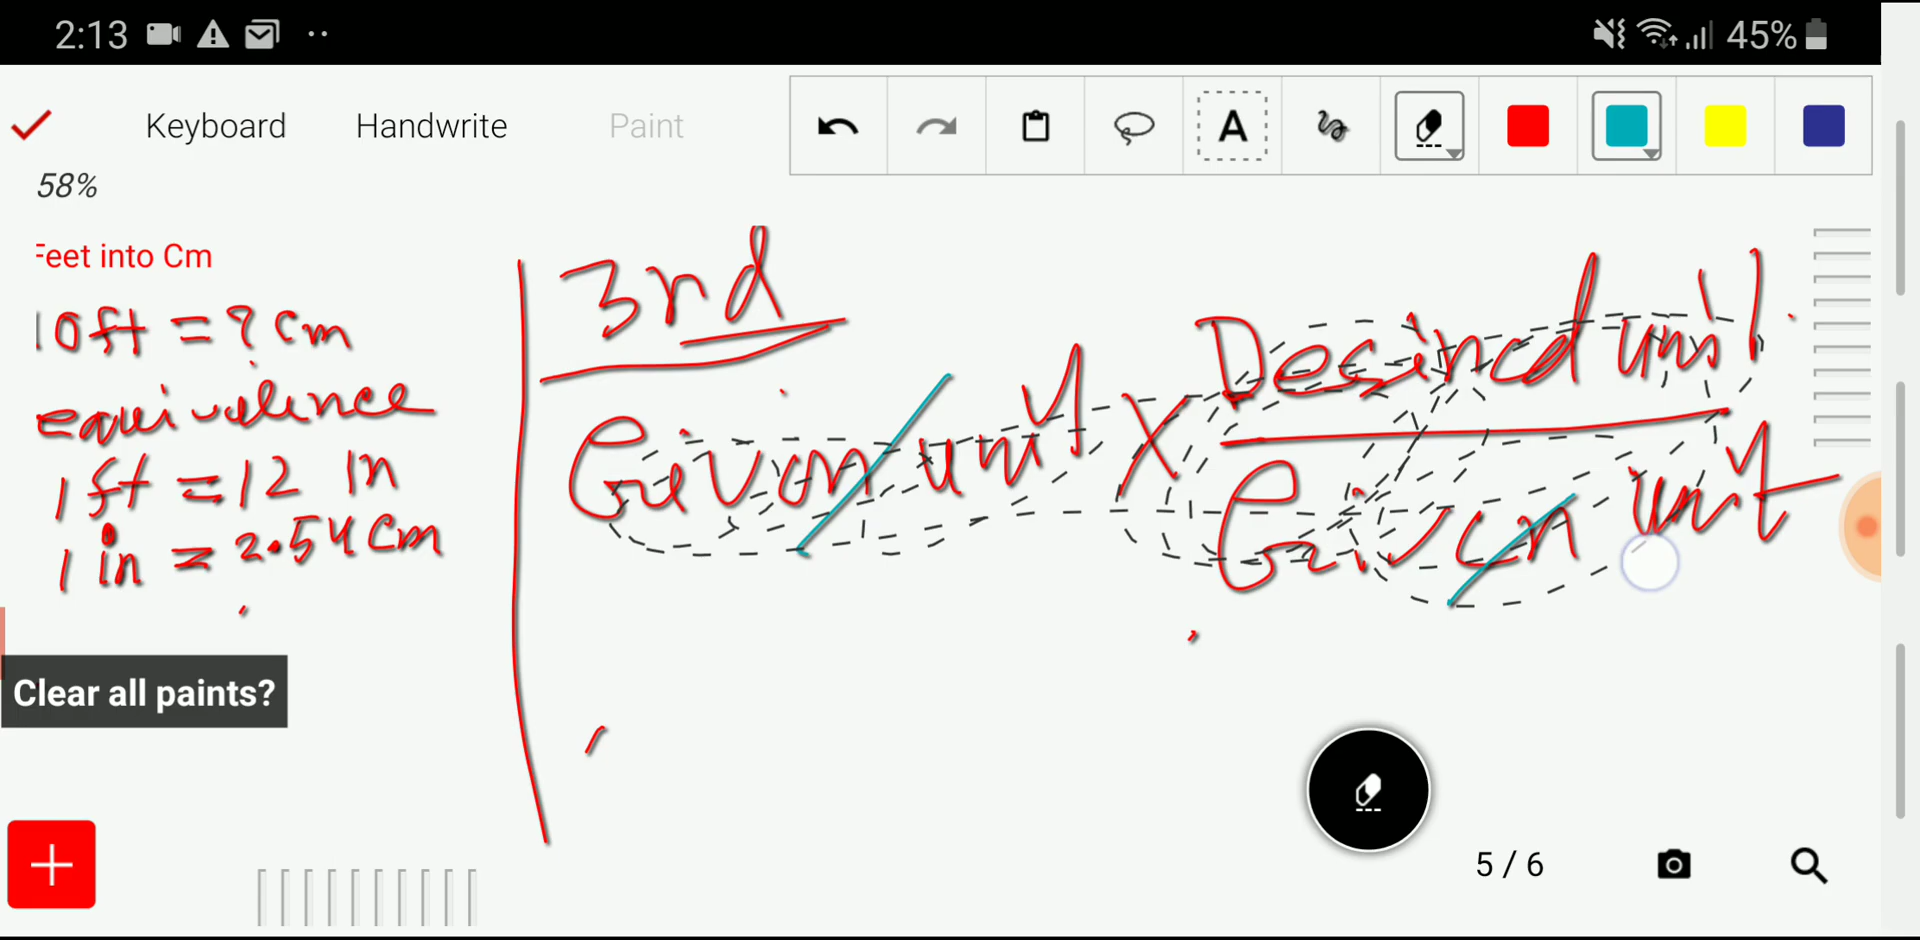 2:13 45%
Keyboard Handwrite Paint A
58%
Feet into Cm
10ft = ? cm
equivelence
1 ft = 12 in
1 in = 2.54 Cm
Clear all paints?
3rd
Given unit X Desired unit
Given unit
5 / 6